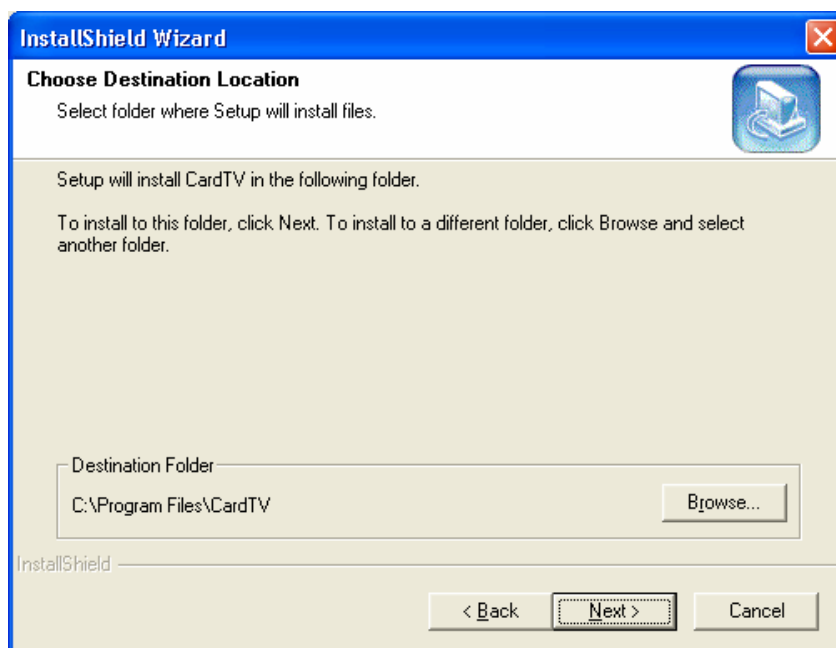 InstallShield Wizard
Choose Destination Location
Select folder where Setup will install files.
Setup will install CardTV in the following folder.
To install to this folder, click Next. To install to a different folder, click Browse and select
another folder.
Destination Folder
C:\Program Files\CardTV
Browse...
InstallShield
< Back
Next >
Cancel